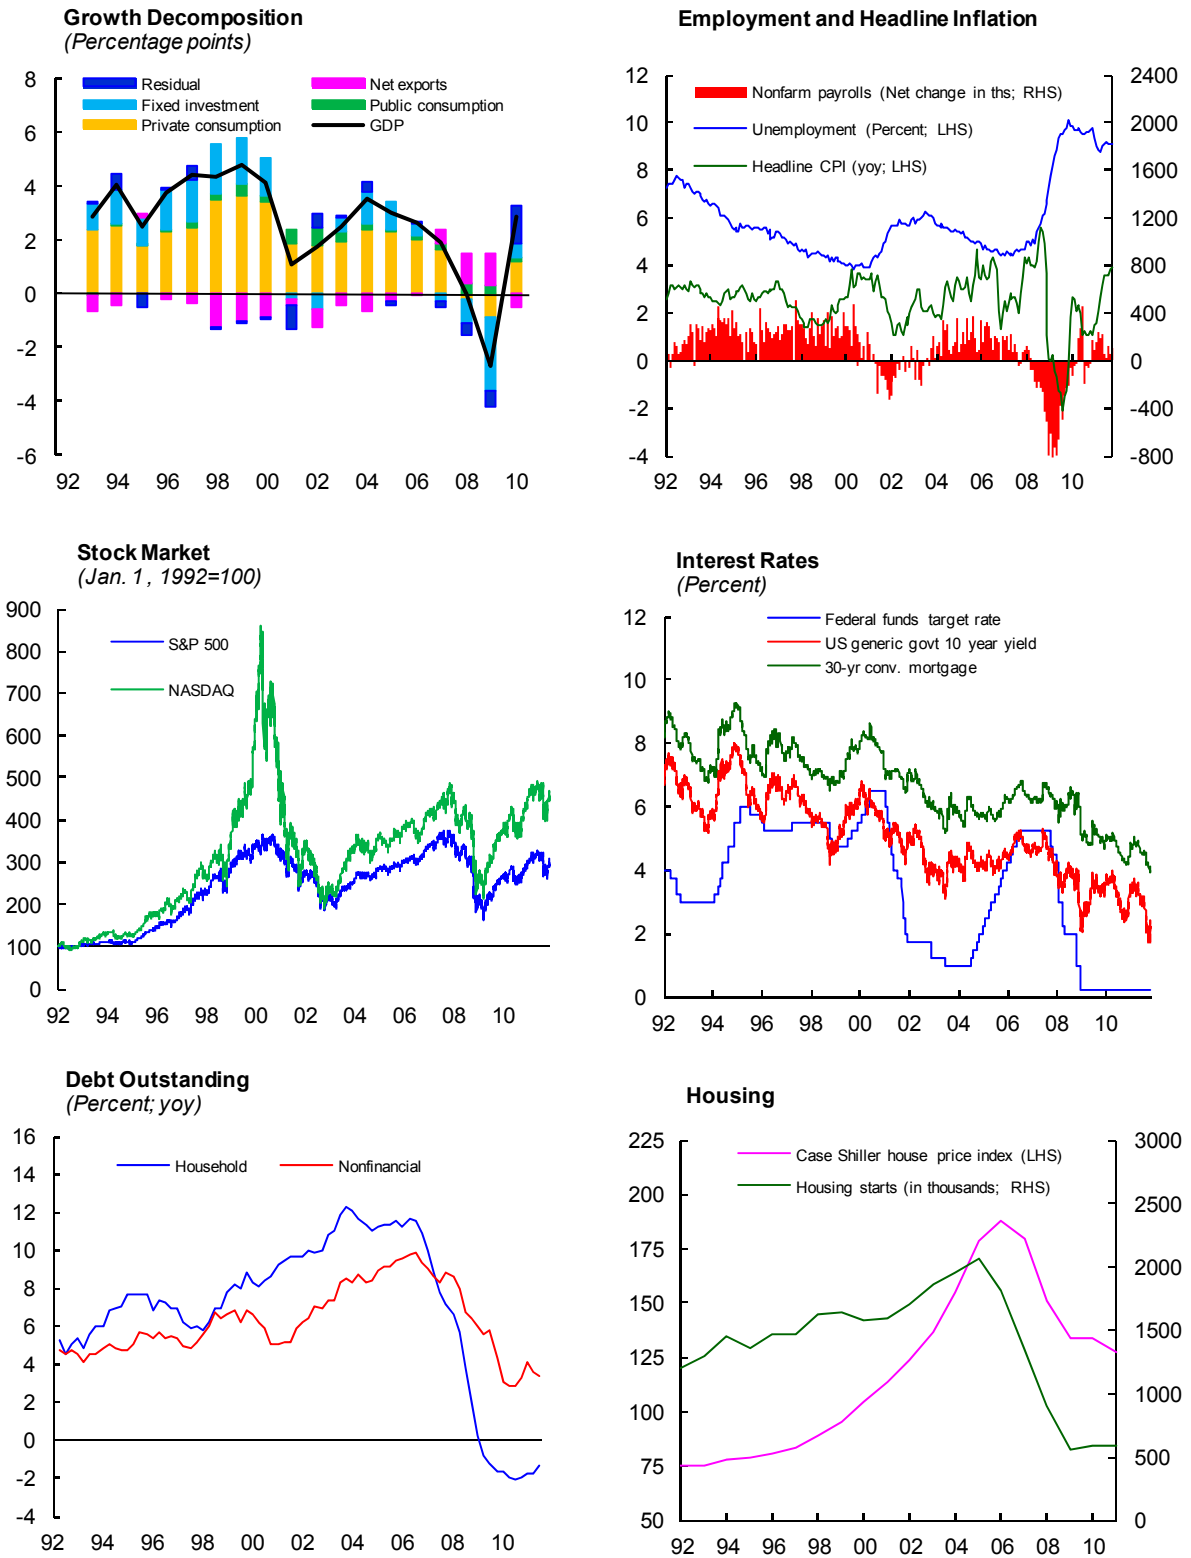 Growth Decomposition
(Percentage points)
Residual
Net exports
Fixed investment
Public consumption
Private consumption
GDP
8
6
4
2
0
-2
-4
-6
92 94 96 98 00 02 04 06 08 10
Employment and Headline Inflation
Nonfarm payrolls (Net change in ths; RHS)
Unemployment (Percent; LHS)
Headline CPI (yoy; LHS)
12
10
8
6
4
2
0
-2
-4
2400
2000
1600
1200
800
400
0
-400
-800
92 94 96 98 00 02 04 06 08 10
Stock Market
(Jan. 1 , 1992=100)
S&P 500
NASDAQ
900
800
700
600
500
400
300
200
100
0
92 94 96 98 00 02 04 06 08 10
Interest Rates
(Percent)
Federal funds target rate
US generic govt 10 year yield
30-yr conv. mortgage
12
10
8
6
4
2
0
92 94 96 98 00 02 04 06 08 10
Debt Outstanding
(Percent; yoy)
Household
Nonfinancial
16
14
12
10
8
6
4
2
0
-2
-4
92 94 96 98 00 02 04 06 08 10
Housing
Case Shiller house price index (LHS)
Housing starts (in thousands; RHS)
225
200
175
150
125
100
75
50
3000
2500
2000
1500
1000
500
0
92 94 96 98 00 02 04 06 08 10